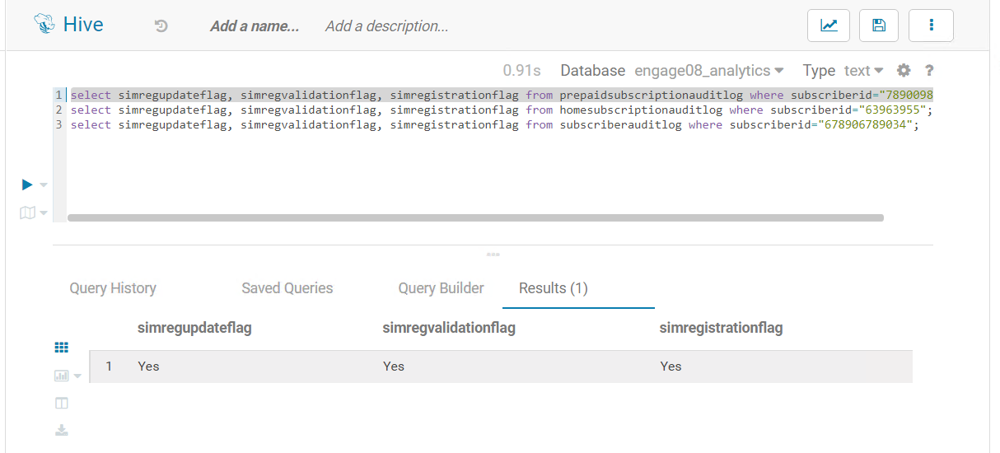 Hive Add a name... Add a description...
0.91s Database engage08_analytics Type text ?
1 select simregupdateflag, simregvalidationflag, simregistrationflag from prepaidsubscriptionauditlog where subscriberid="7890098
2 select simregupdateflag, simregvalidationflag, simregistrationflag from homesubscriptionauditlog where subscriberid="63963955";
3 select simregupdateflag, simregvalidationflag, simregistrationflag from subscriberauditlog where subscriberid="678906789034";
Query History Saved Queries Query Builder Results (1)
simregupdateflag simregvalidationflag simregistrationflag
1 Yes Yes Yes